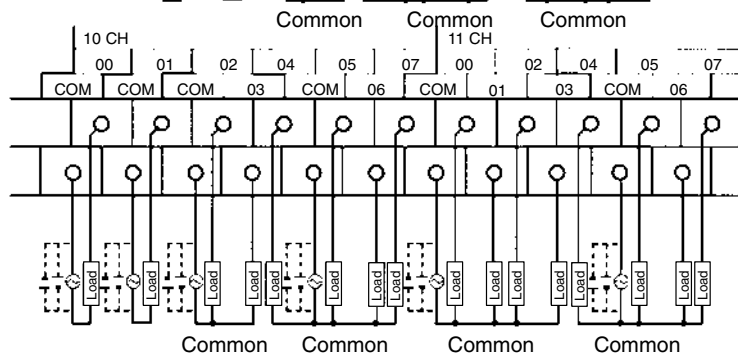 Common Common Common
10 CH 11 CH
00 01 02 04 05 07 00 02 04 05 07
COM COM COM 03 COM 06 COM 01 03 COM 06
Load Load Load Load Load Load Load Load Load Load Load Load Load Load Load Load
Common Common Common Common